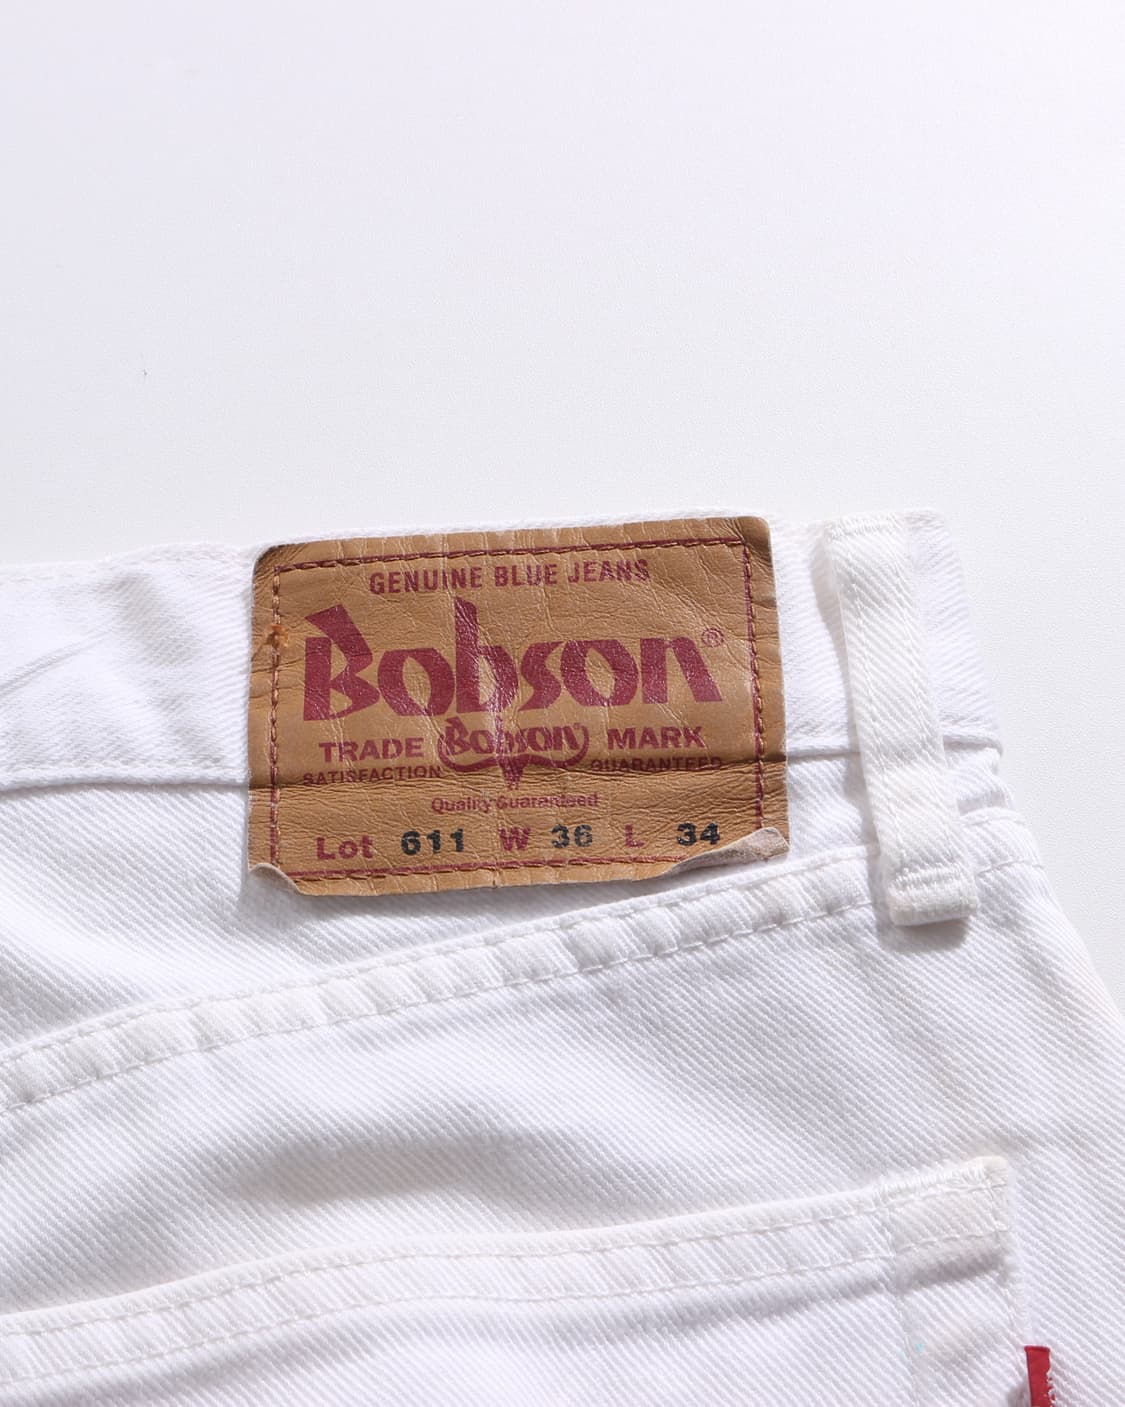 GENUINE BLUE JEANS
Bobson®
TRADE Bobson® MARK
SATISFACTION GUARANTEED
Quality Guaranteed
Lot 611 W 36 L 34